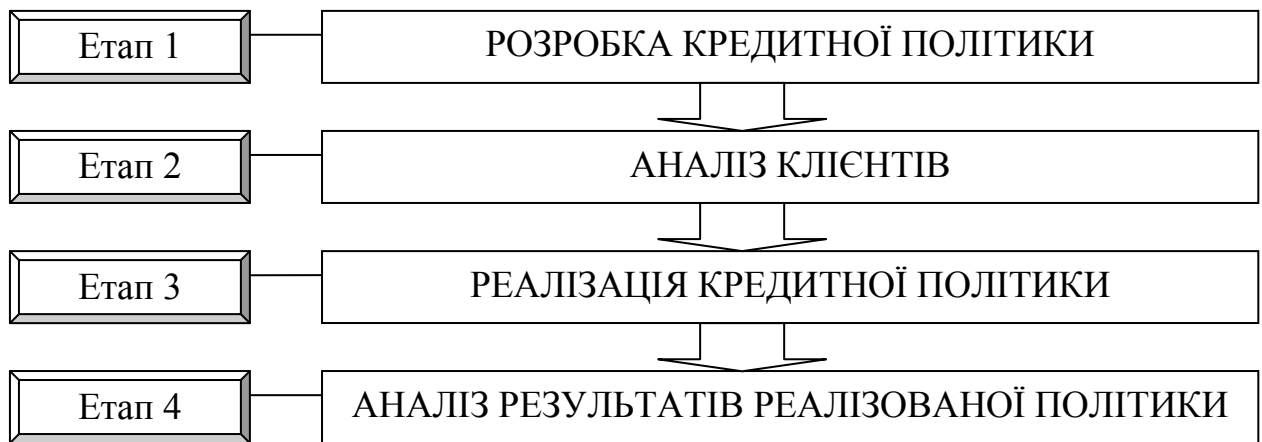 Етап 1
РОЗРОБКА КРЕДИТНОЇ ПОЛІТИКИ
Етап 2
АНАЛІЗ КЛІЄНТІВ
Етап 3
РЕАЛІЗАЦІЯ КРЕДИТНОЇ ПОЛІТИКИ
Етап 4
АНАЛІЗ РЕЗУЛЬТАТІВ РЕАЛІЗОВАНОЇ ПОЛІТИКИ